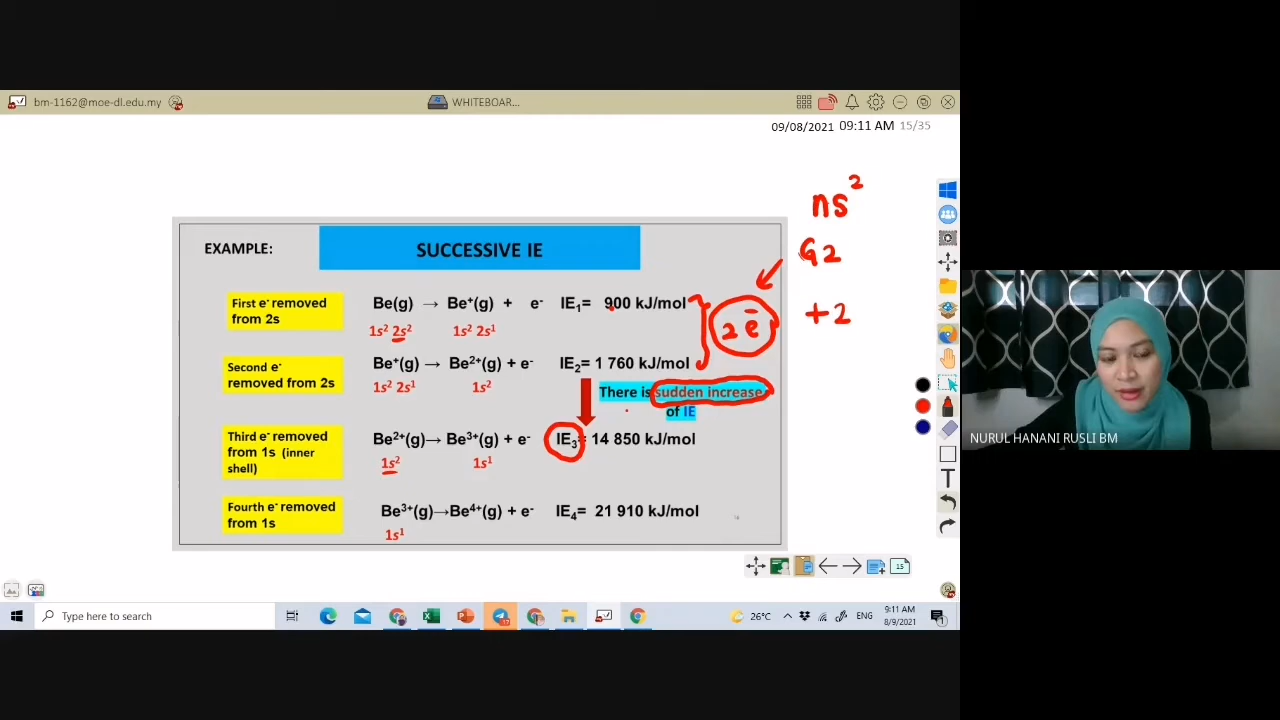 bm-1162@moe-dl.edu.my
WHITEBOAR...
09/08/2021 09:11 AM 15/35
ns²
EXAMPLE:
SUCCESSIVE IE
G2
First e⁻ removed
from 2s
Be(g) → Be⁺(g) + e⁻ IE₁= 900 kJ/mol
1s² 2s² 1s² 2s¹
2 e⁻
+2
Second e⁻
removed from 2s
Be⁺(g) → Be²⁺(g) + e⁻ IE₂= 1 760 kJ/mol
1s² 2s¹ 1s²
There is sudden increase
of IE
Third e⁻ removed
from 1s (inner
shell)
Be²⁺(g)→ Be³⁺(g) + e⁻ IE₃= 14 850 kJ/mol
1s² 1s¹
Fourth e⁻ removed
from 1s
Be³⁺(g)→Be⁴⁺(g) + e⁻ IE₄= 21 910 kJ/mol
1s¹
NURUL HANANI RUSLI BM
T
15
Type here to search
26°C
ENG
9:11 AM
8/9/2021